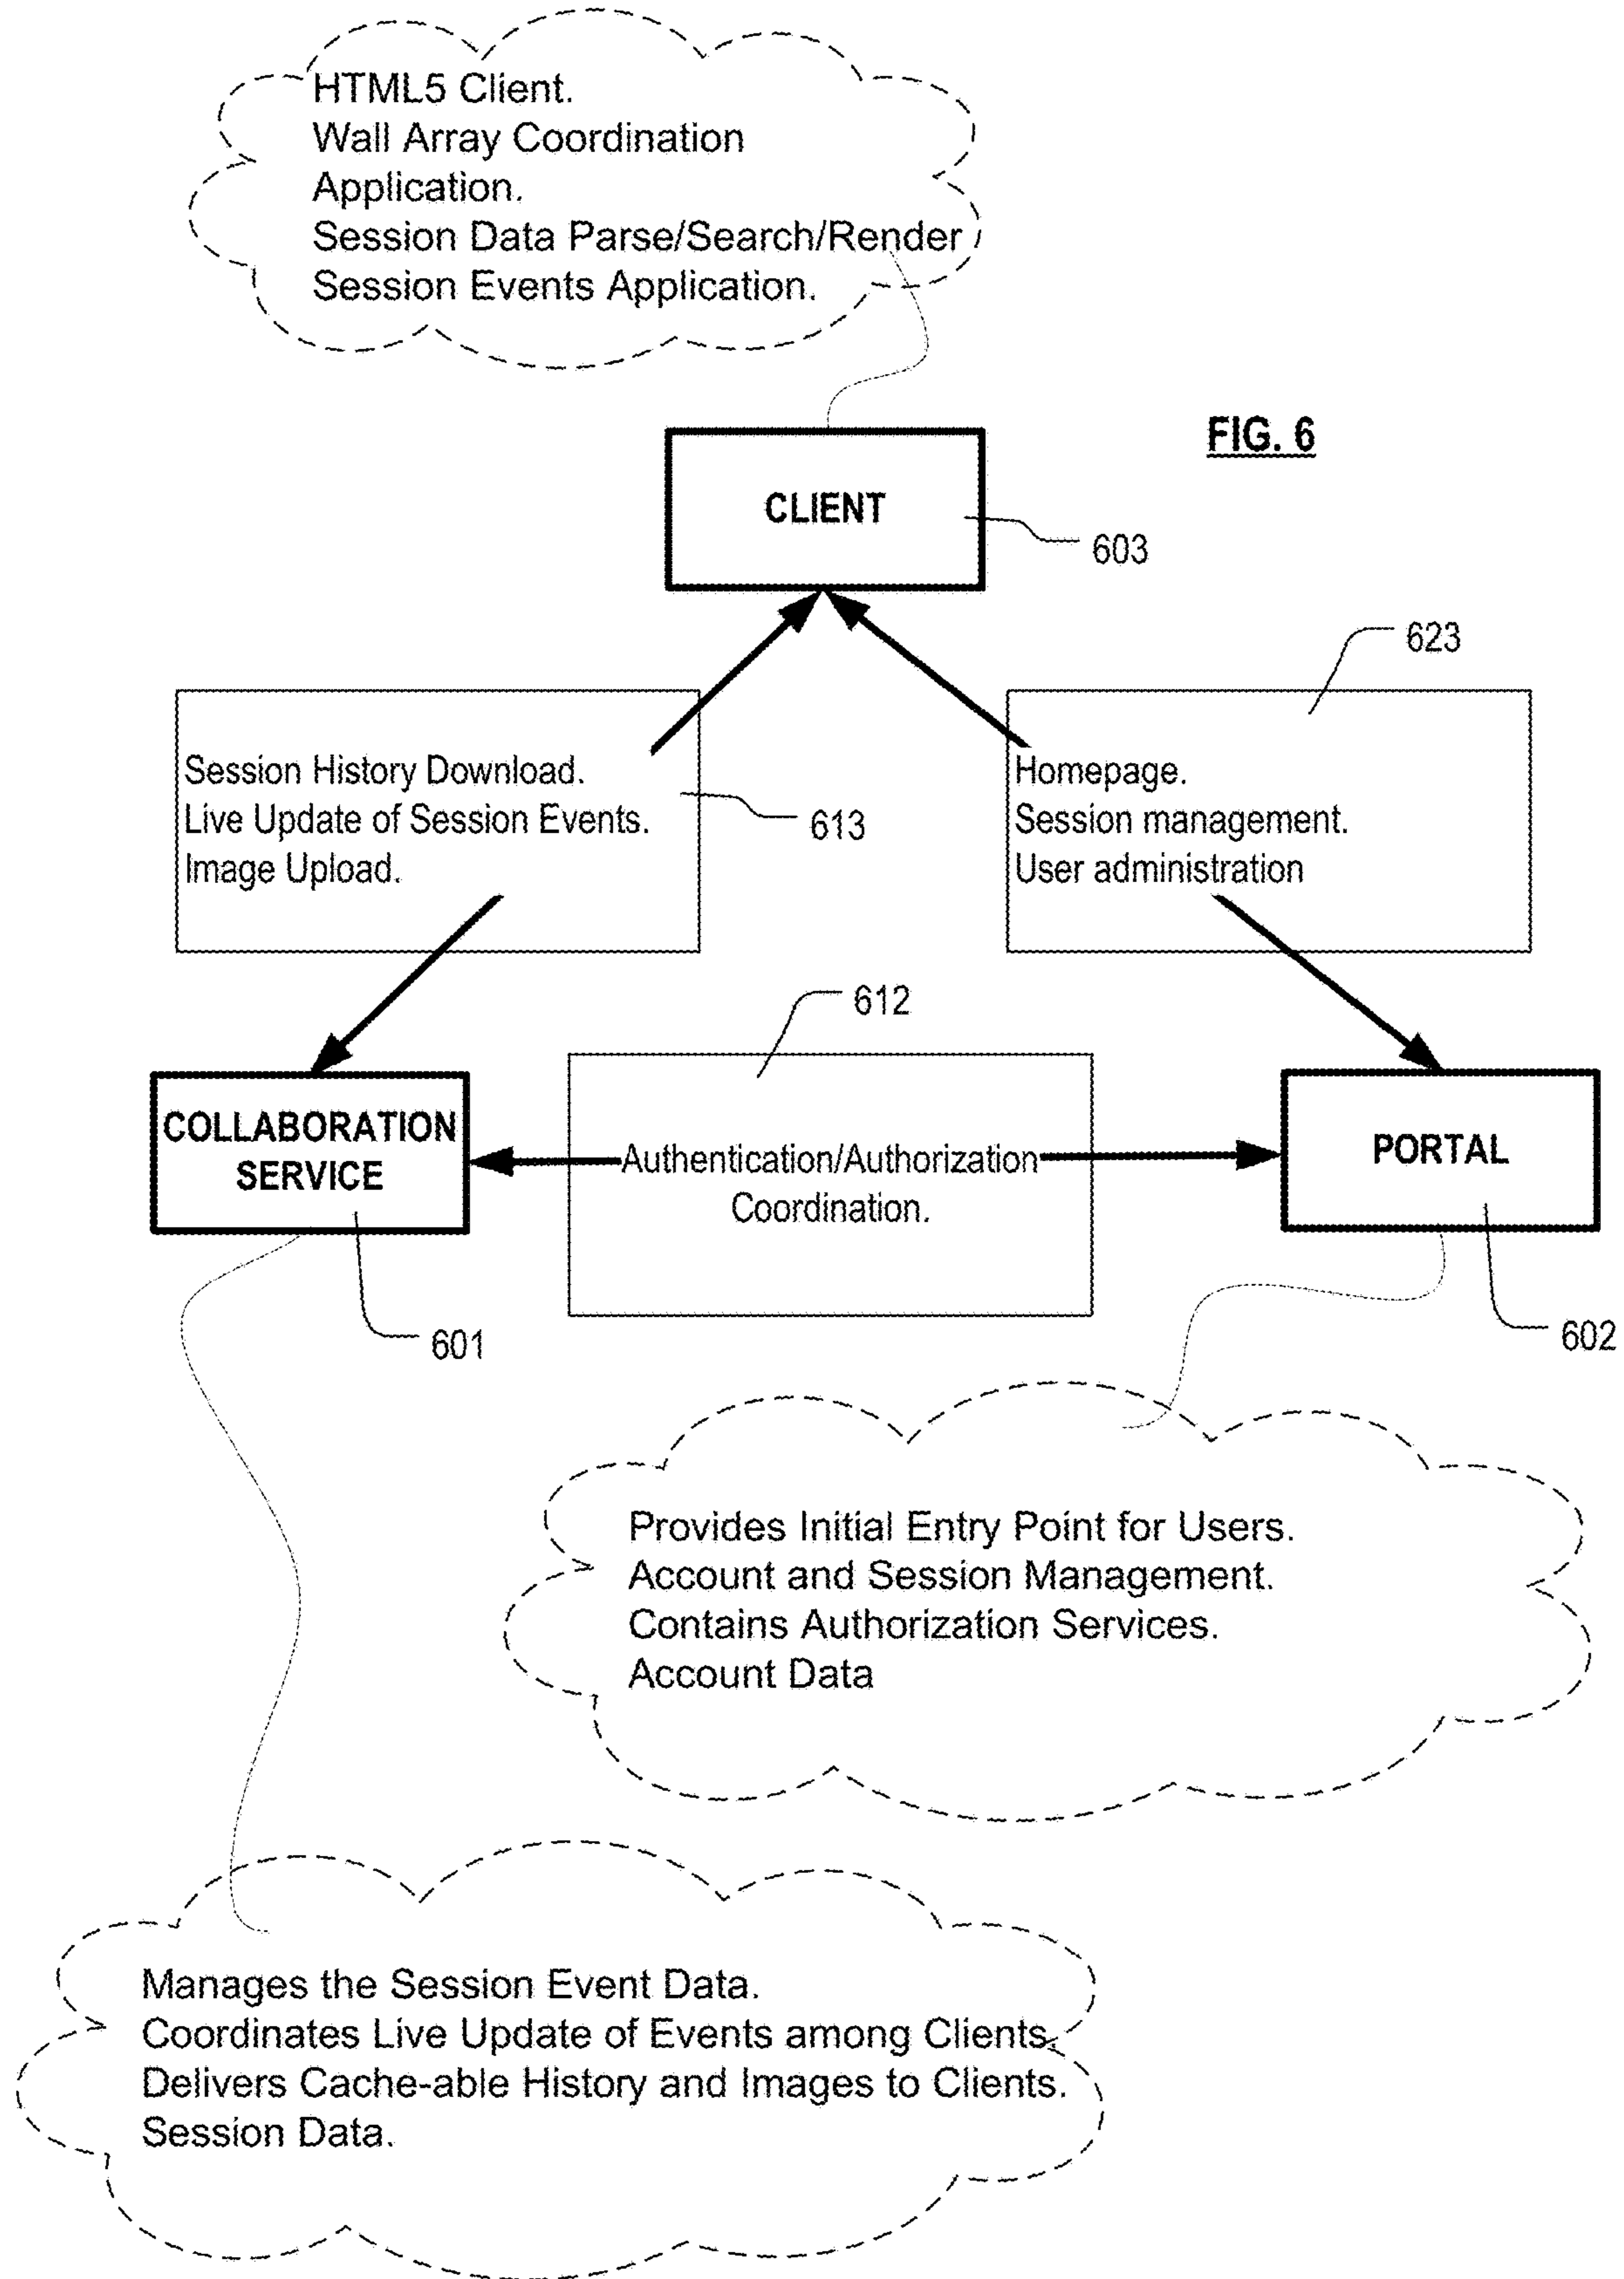 HTML5 Client.
Wall Array Coordination
Application.
Session Data Parse/Search/Render
Session Events Application.
FIG. 6
CLIENT
603
623
Session History Download.
Live Update of Session Events.
Image Upload.
613
Homepage.
Session management.
User administration
612
COLLABORATION
SERVICE
Authentication/Authorization
Coordination.
PORTAL
601
602
Provides Initial Entry Point for Users.
Account and Session Management.
Contains Authorization Services.
Account Data
Manages the Session Event Data.
Coordinates Live Update of Events among Clients.
Delivers Cache-able History and Images to Clients.
Session Data.